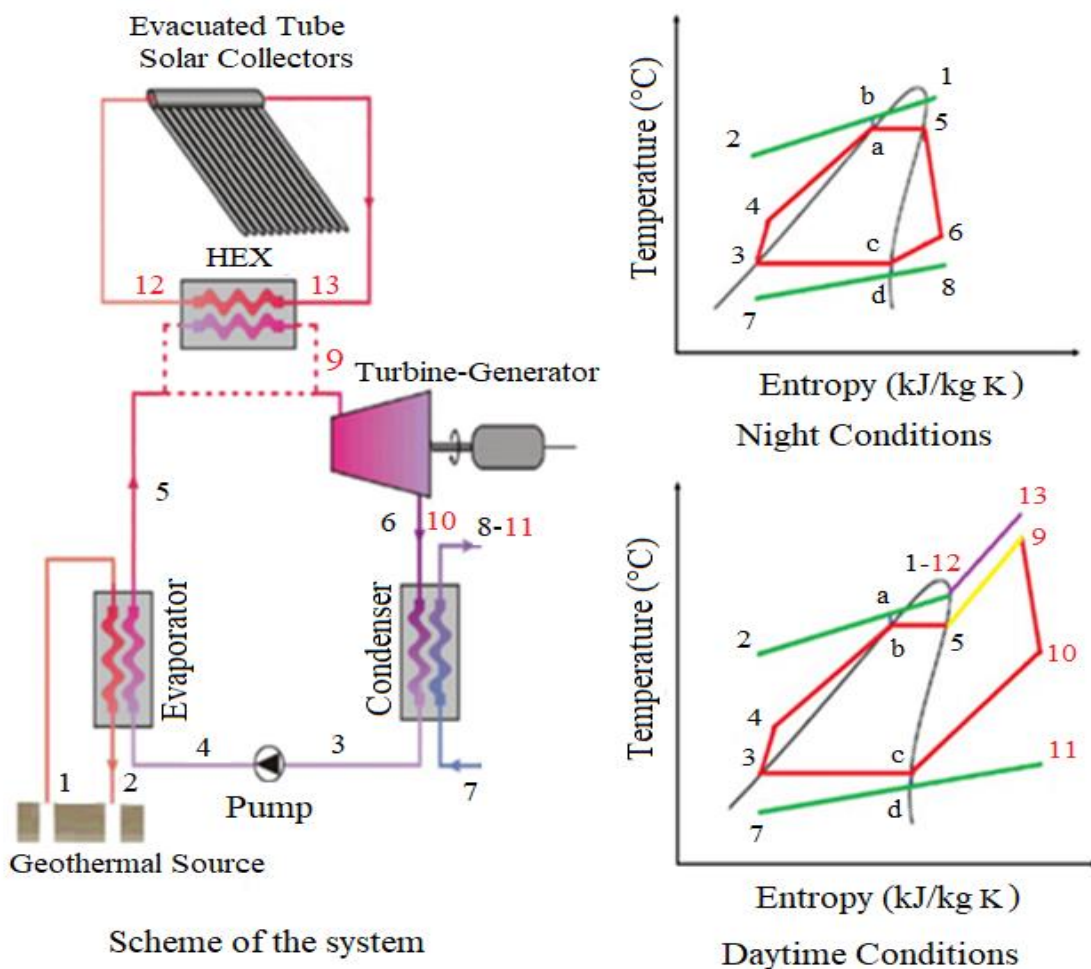 Evacuated Tube
Solar Collectors
HEX
12
13
9
Turbine-Generator
5
6
10
8-11
Evaporator
Condenser
4
3
7
1
2
Pump
Geothermal Source
Scheme of the system
Temperature (°C)
1
b
2
5
a
4
6
3
c
d
8
7
Entropy (kJ/kg K)
Night Conditions
Temperature (°C)
13
9
1-12
a
2
b
5
10
4
3
c
11
d
7
Entropy (kJ/kg K)
Daytime Conditions